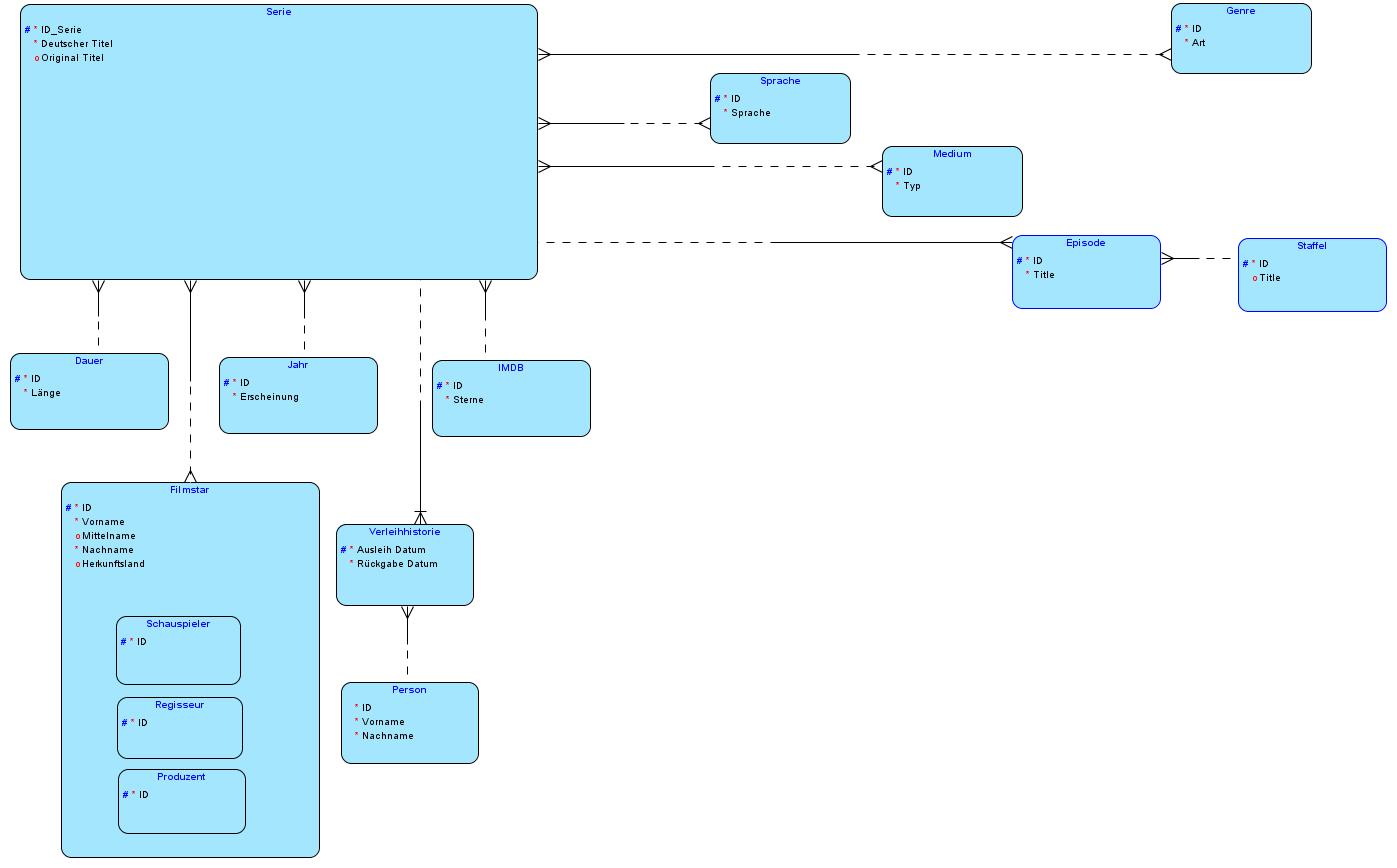 Serie
# * ID_Serie
* Deutscher Titel
o Original Titel
Genre
# * ID
* Art
Sprache
# * ID
* Sprache
Medium
# * ID
* Typ
Episode
# * ID
* Title
Staffel
# * ID
o Title
Dauer
# * ID
* Länge
Jahr
# * ID
* Erscheinung
IMDB
# * ID
* Sterne
Filmstar
# * ID
* Vorname
o Mittelname
* Nachname
o Herkunftsland
Schauspieler
# * ID
Regisseur
# * ID
Produzent
# * ID
Verleihhistorie
# * Ausleih Datum
* Rückgabe Datum
Person
* ID
* Vorname
* Nachname